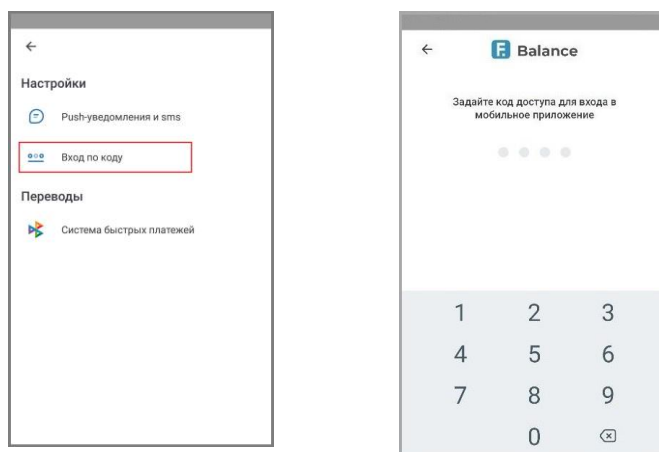 Настройки
Push-уведомления и sms
Вход по коду
Переводы
Система быстрых платежей
F. Balance
Задайте код доступа для входа в
мобильное приложение
1 2 3
4 5 6
7 8 9
0